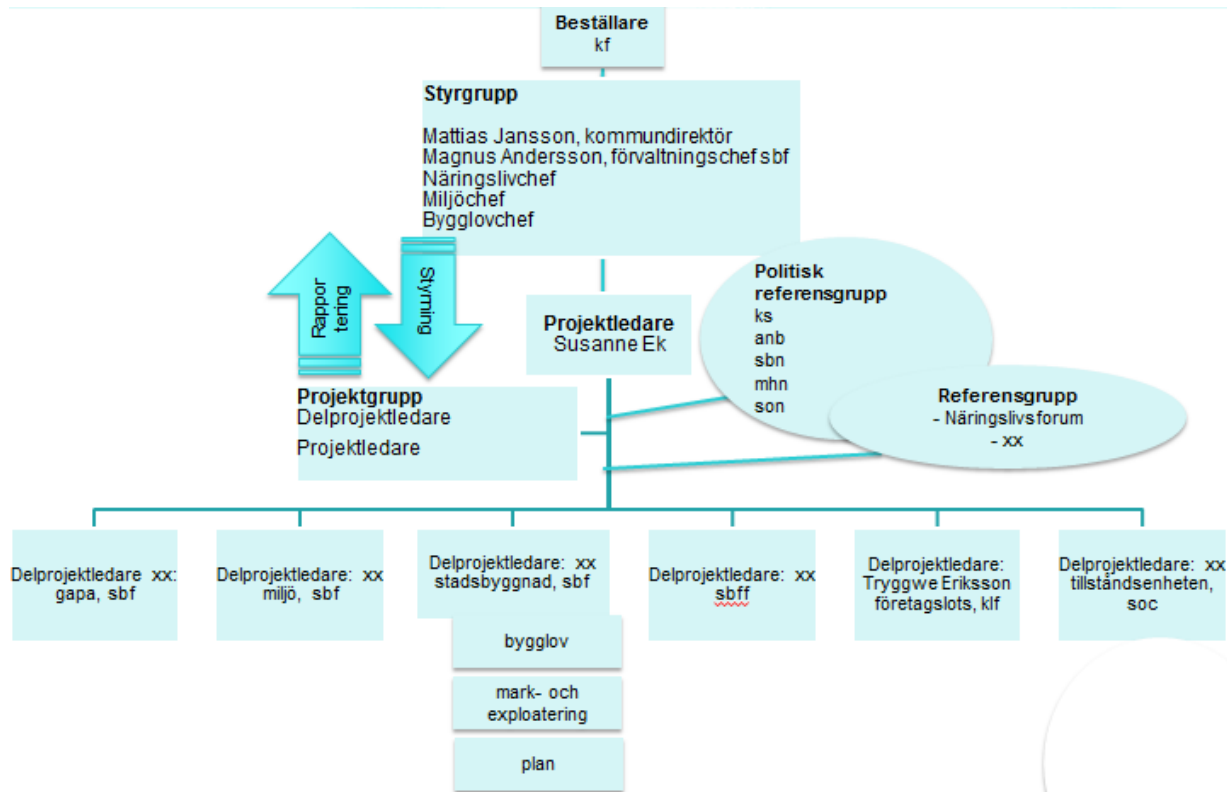 Beställare
kf
Styrgrupp
Mattias Jansson, kommundirektör
Magnus Andersson, förvaltningschef sbf
Näringslivchef
Miljöchef
Bygglovchef
Rappor
tering
Styrning
Projektledare
Susanne Ek
Politisk
referensgrupp
ks
anb
sbn
mhn
son
Referensgrupp
- Näringslivsforum
- xx
Projektgrupp
Delprojektledare
Projektledare
Delprojektledare xx:
gapa, sbf
Delprojektledare: xx
miljö, sbf
Delprojektledare: xx
stadsbyggnad, sbf
bygglov
mark- och
exploatering
plan
Delprojektledare: xx
sbff
Delprojektledare:
Tryggwe Eriksson
företagslots, klf
Delprojektledare: xx
tillståndsenheten,
soc